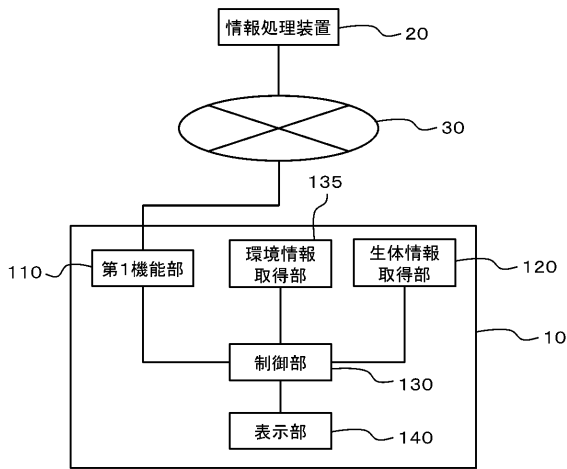 情報処理装置
20
30
135
110
第1機能部
環境情報
取得部
生体情報
取得部
120
10
制御部
130
表示部
140